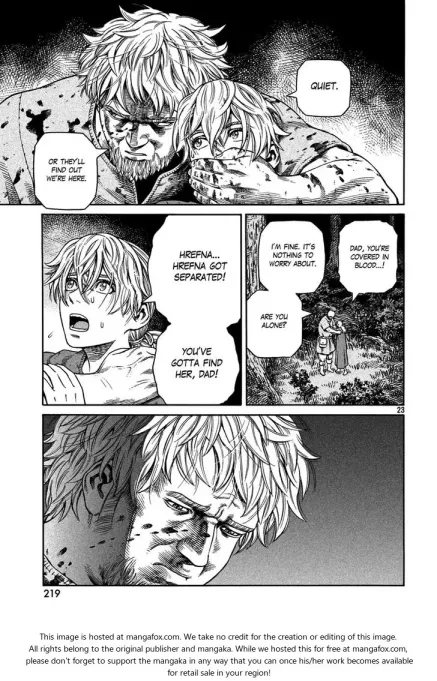 QUIET.
OR THEY'LL
FIND OUT
WE'RE HERE.
DAD, YOU'RE
COVERED IN
BLOOD...!
I'M FINE. IT'S
NOTHING TO
WORRY ABOUT.
ARE YOU
ALONE?
HREFNA...
HREFNA GOT
SEPARATED!
YOU'VE
GOTTA FIND
HER, DAD!
23
219
This image is hosted at mangafox.com. We take no credit for the creation or editing of this image.
All rights belong to the original publisher and mangaka. While we hosted this for free at mangafox.com,
please don't forget to support the mangaka in any way that you can once his/her work becomes available
for retail sale in your region!